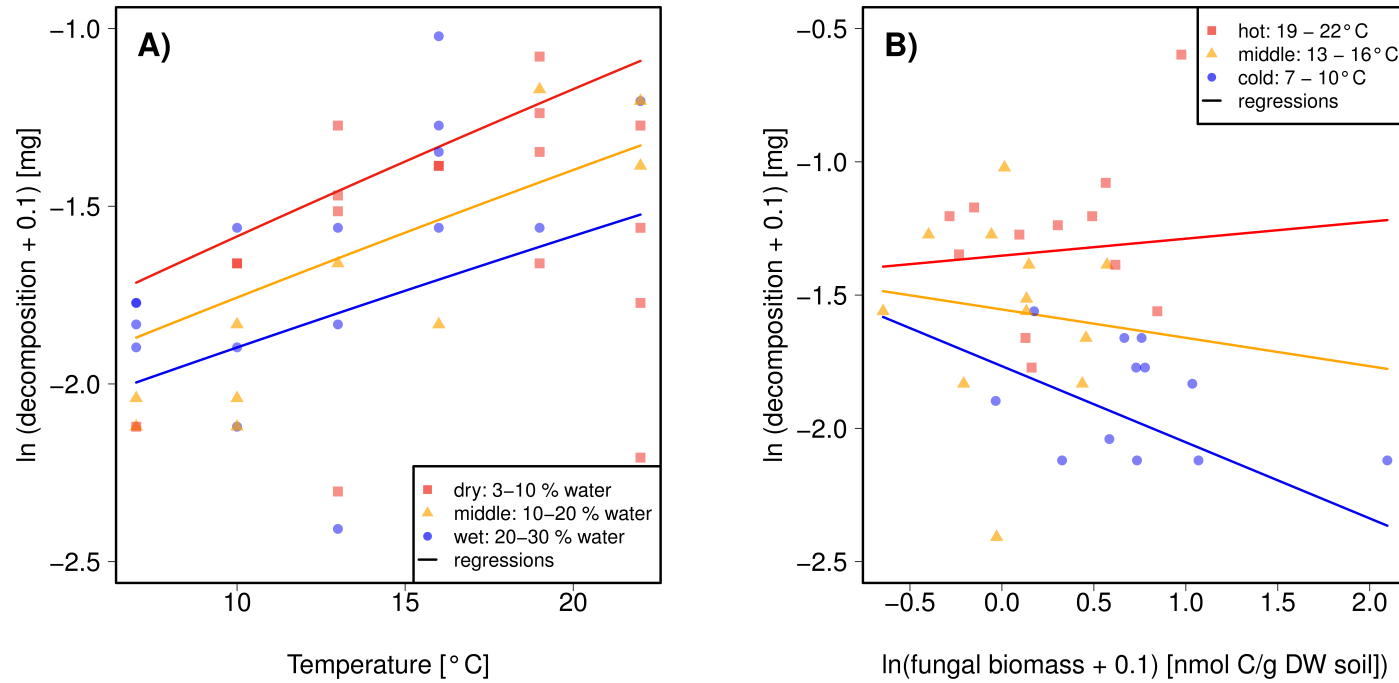 A)
ln (decomposition + 0.1) [mg]
−1.0
−1.5
−2.0
−2.5
10
15
20
Temperature [°C]
dry: 3−10 % water
middle: 10−20 % water
wet: 20−30 % water
regressions
B)
ln (decomposition + 0.1) [mg]
−0.5
−1.0
−1.5
−2.0
−2.5
−0.5
0.0
0.5
1.0
1.5
2.0
ln(fungal biomass + 0.1) [nmol C/g DW soil])
hot: 19 − 22°C
middle: 13 − 16°C
cold: 7 − 10°C
regressions